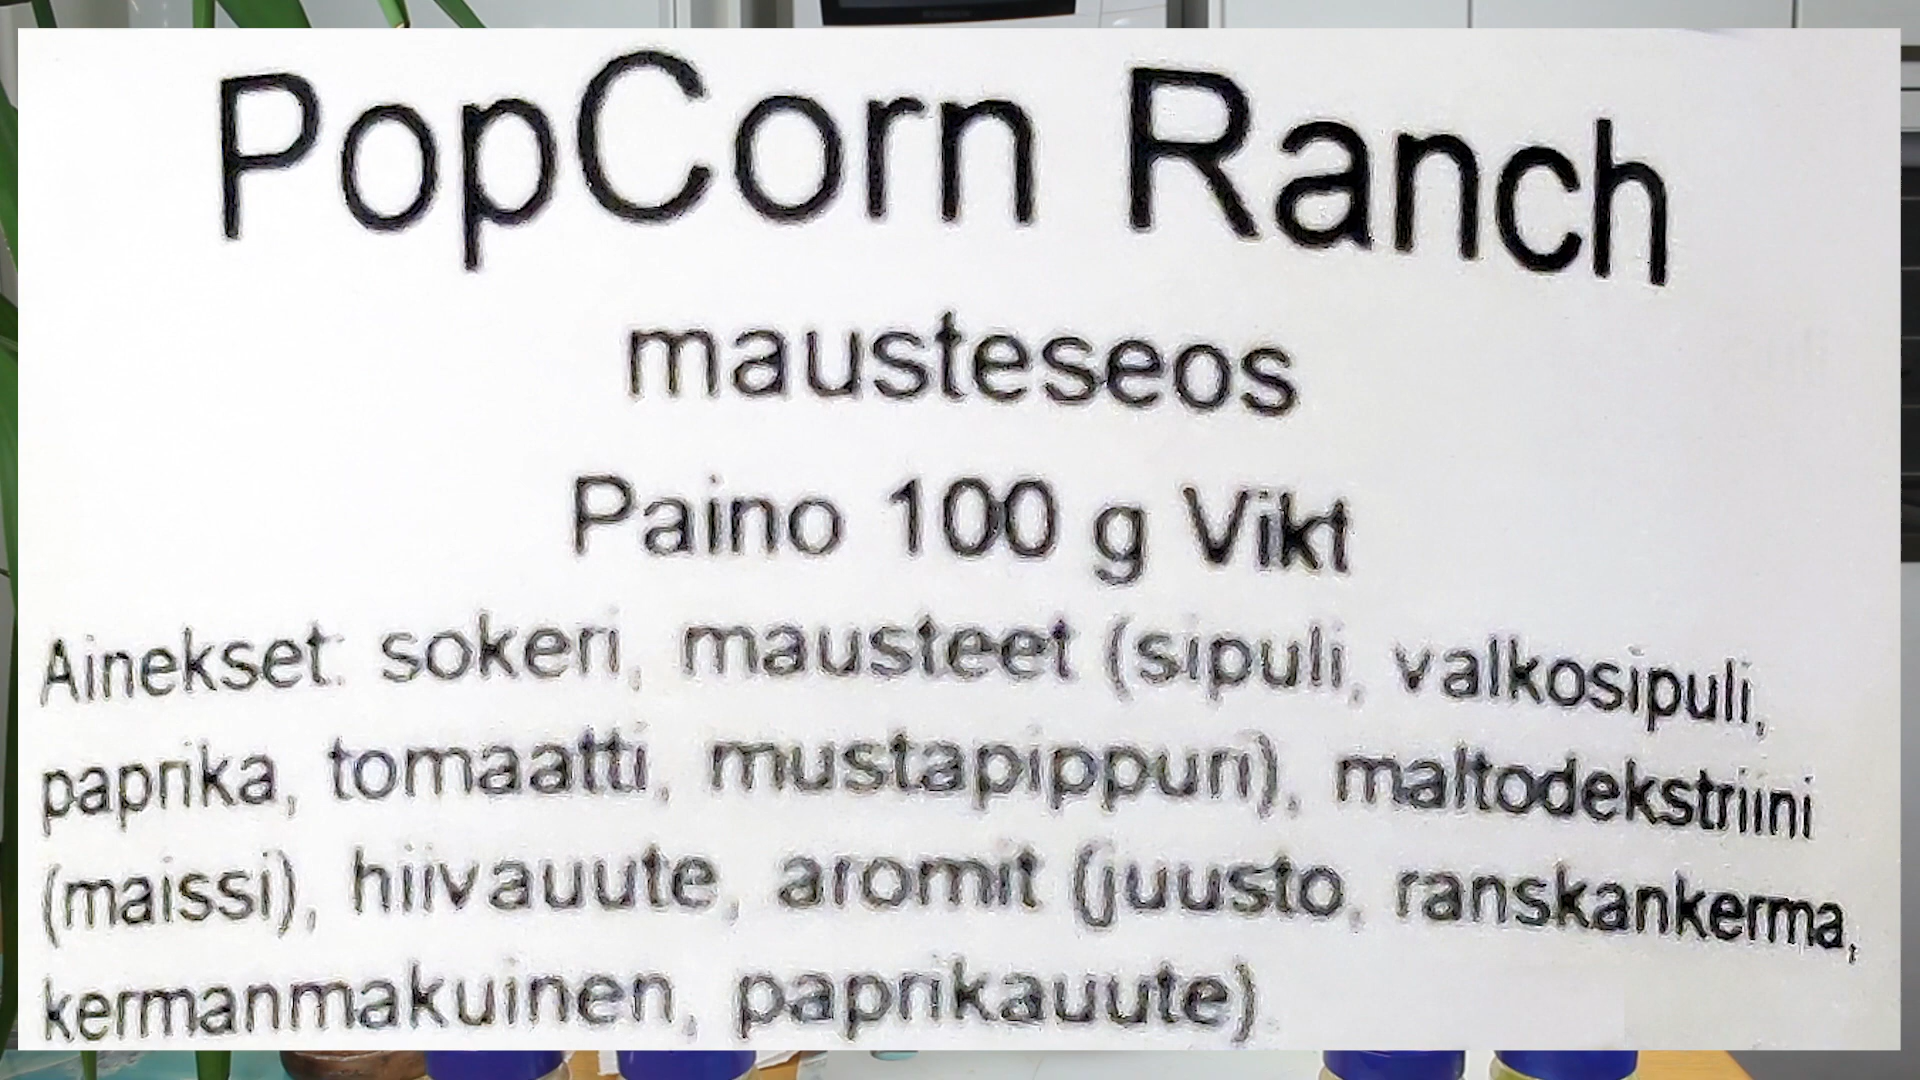 PopCorn Ranch
mausteseos
Paino 100 g Vikt
Ainekset: sokeri, mausteet (sipuli, valkosipuli,
paprika, tomaatti, mustapippuri), maltodekstriini
(maissi), hiivauute, aromit (juusto, ranskankerma,
kermanmakuinen, paprikauute)